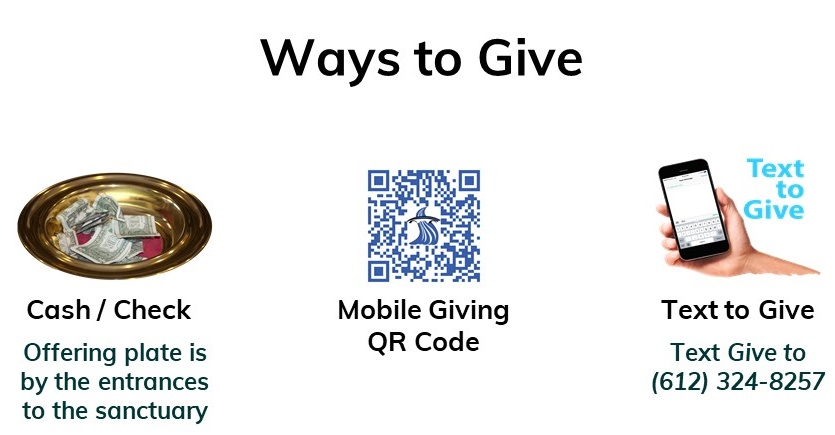 Ways to Give
Text
to
Give
Cash / Check
Mobile Giving
QR Code
Text to Give
Offering plate is
by the entrances
to the sanctuary
Text Give to
(612) 324-8257